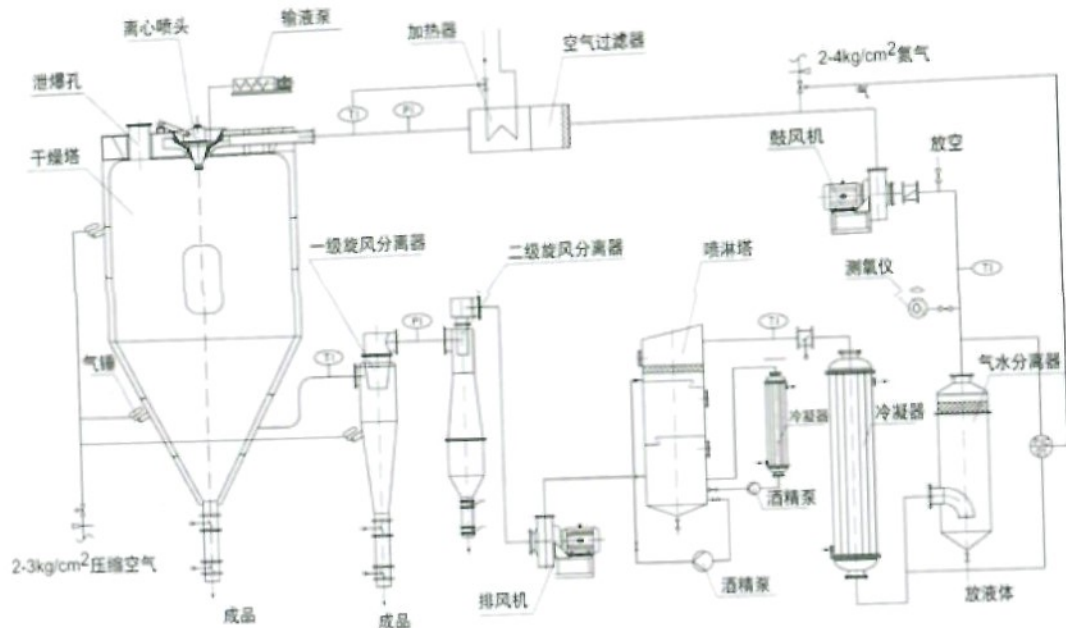 离心喷头
输液泵
加热器
空气过滤器
2-4kg/cm²氮气
泄爆孔
TI
PI
气
鼓风机
放空
干燥塔
一级旋风分离器
二级旋风分离器
喷淋塔
测氧仪
TI
PI
TI
气锤
TI
气水分离器
冷凝器
冷凝器
酒精泵
2-3kg/cm²压缩空气
排风机
酒精泵
放液体
成品
成品